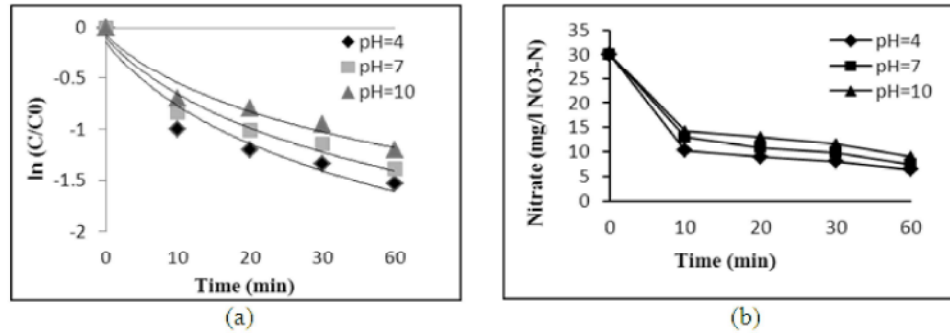 0
-0.5
-1
-1.5
-2
ln (C/C0)
pH=4
pH=7
pH=10
0 10 20 30 60
Time (min)
(a)
35
30
25
20
15
10
5
0
Nitrate (mg/l NO3-N)
pH=4
pH=7
pH=10
0 10 20 30 60
Time (min)
(b)